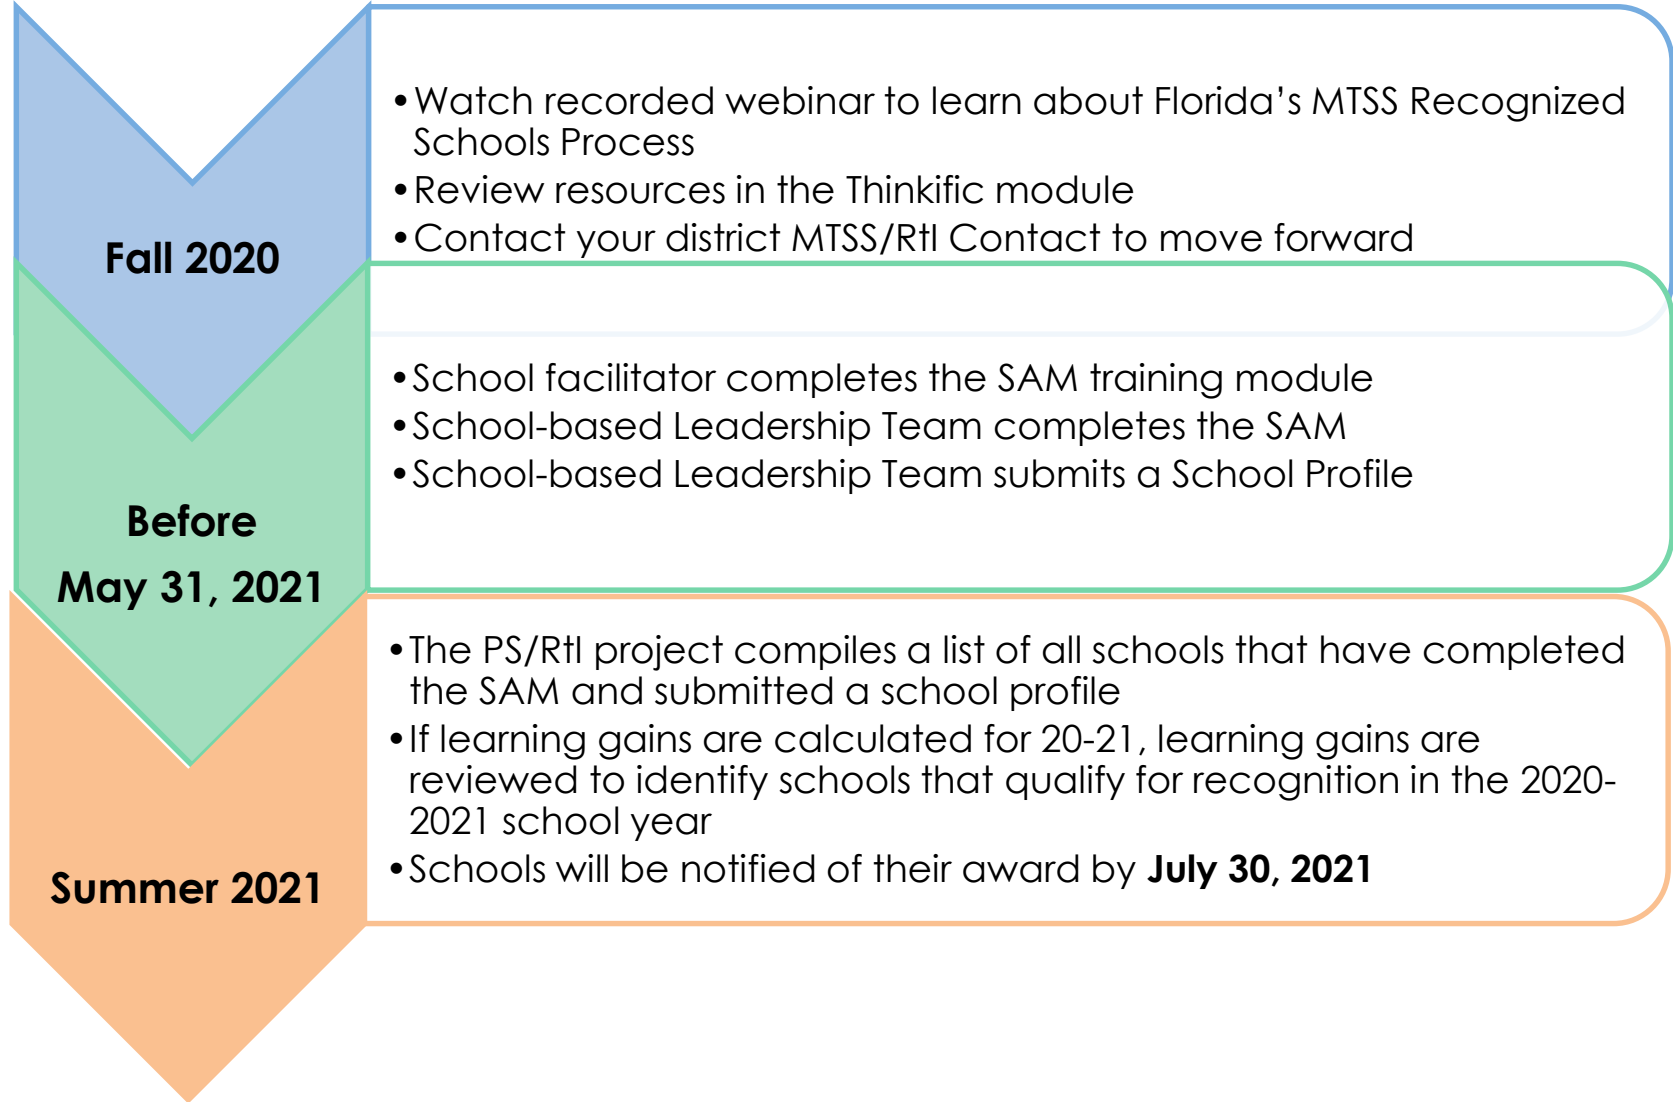 Fall 2020
•Watch recorded webinar to learn about Florida’s MTSS Recognized
Schools Process
•Review resources in the Thinkific module
•Contact your district MTSS/RtI Contact to move forward
Before
May 31, 2021
•School facilitator completes the SAM training module
•School-based Leadership Team completes the SAM
•School-based Leadership Team submits a School Profile
Summer 2021
•The PS/RtI project compiles a list of all schools that have completed
the SAM and submitted a school profile
•If learning gains are calculated for 20-21, learning gains are
reviewed to identify schools that qualify for recognition in the 2020-
2021 school year
•Schools will be notified of their award by July 30, 2021